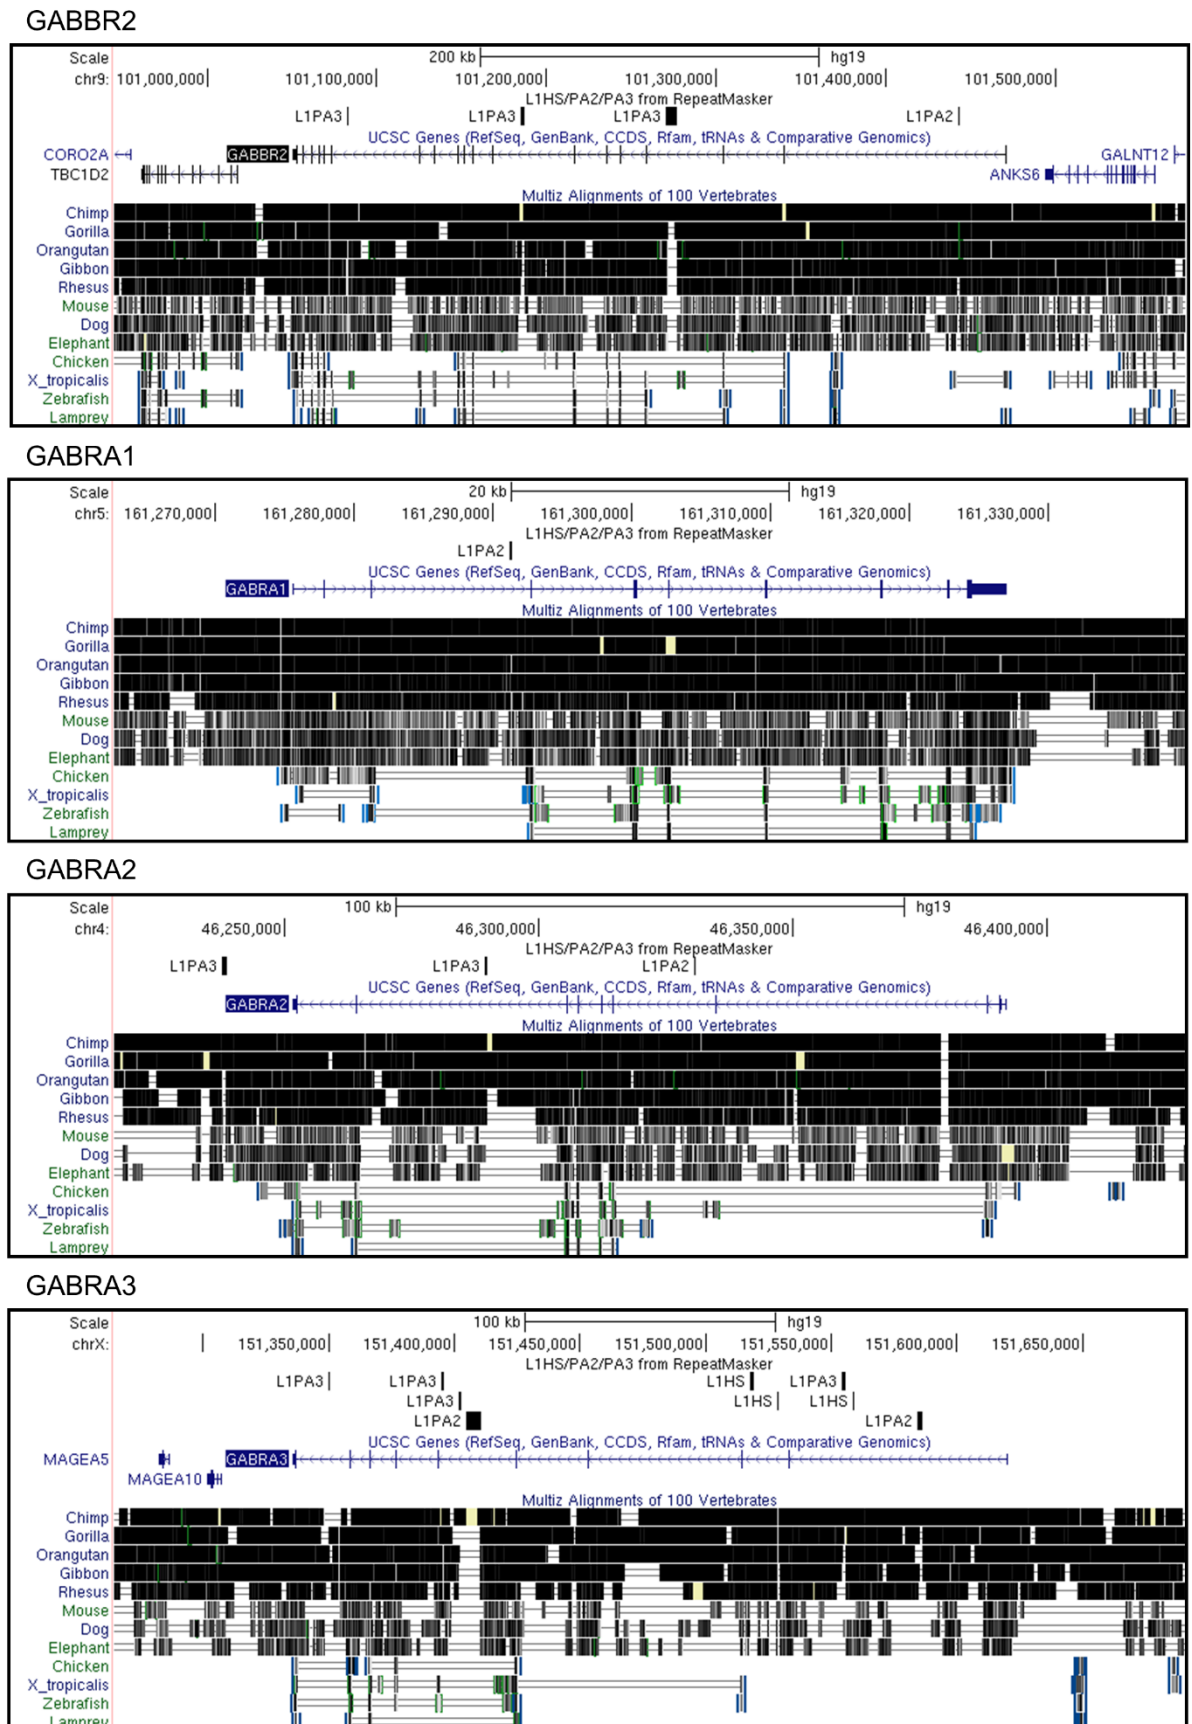 GABBR2
Scale 200 kb hg19
chr9: 101,000,000 101,100,000 101,200,000 101,300,000 101,400,000 101,500,000
L1HS/PA2/PA3 from RepeatMasker
L1PA3 L1PA3 L1PA3 L1PA2
UCSC Genes (RefSeq, GenBank, CCDS, Rfam, tRNAs & Comparative Genomics)
CORO2A GABBR2 GALNT12
TBC1D2 ANKS6
Multiz Alignments of 100 Vertebrates
Chimp
Gorilla
Orangutan
Gibbon
Rhesus
Mouse
Dog
Elephant
Chicken
X_tropicalis
Zebrafish
Lamprey
GABRA1
Scale 20 kb hg19
chr5: 161,270,000 161,280,000 161,290,000 161,300,000 161,310,000 161,320,000 161,330,000
L1HS/PA2/PA3 from RepeatMasker
L1PA2
UCSC Genes (RefSeq, GenBank, CCDS, Rfam, tRNAs & Comparative Genomics)
GABRA1
Multiz Alignments of 100 Vertebrates
Chimp
Gorilla
Orangutan
Gibbon
Rhesus
Mouse
Dog
Elephant
Chicken
X_tropicalis
Zebrafish
Lamprey
GABRA2
Scale 100 kb hg19
chr4: 46,250,000 46,300,000 46,350,000 46,400,000
L1HS/PA2/PA3 from RepeatMasker
L1PA3 L1PA3 L1PA2
UCSC Genes (RefSeq, GenBank, CCDS, Rfam, tRNAs & Comparative Genomics)
GABRA2
Multiz Alignments of 100 Vertebrates
Chimp
Gorilla
Orangutan
Gibbon
Rhesus
Mouse
Dog
Elephant
Chicken
X_tropicalis
Zebrafish
Lamprey
GABRA3
Scale 100 kb hg19
chrX: 151,350,000 151,400,000 151,450,000 151,500,000 151,550,000 151,600,000 151,650,000
L1HS/PA2/PA3 from RepeatMasker
L1PA3 L1PA3 L1HS L1PA3
L1PA3 L1HS L1HS
L1PA2 L1PA2
UCSC Genes (RefSeq, GenBank, CCDS, Rfam, tRNAs & Comparative Genomics)
MAGEA5 GABRA3
MAGEA10
Multiz Alignments of 100 Vertebrates
Chimp
Gorilla
Orangutan
Gibbon
Rhesus
Mouse
Dog
Elephant
Chicken
X_tropicalis
Zebrafish
Lamprey